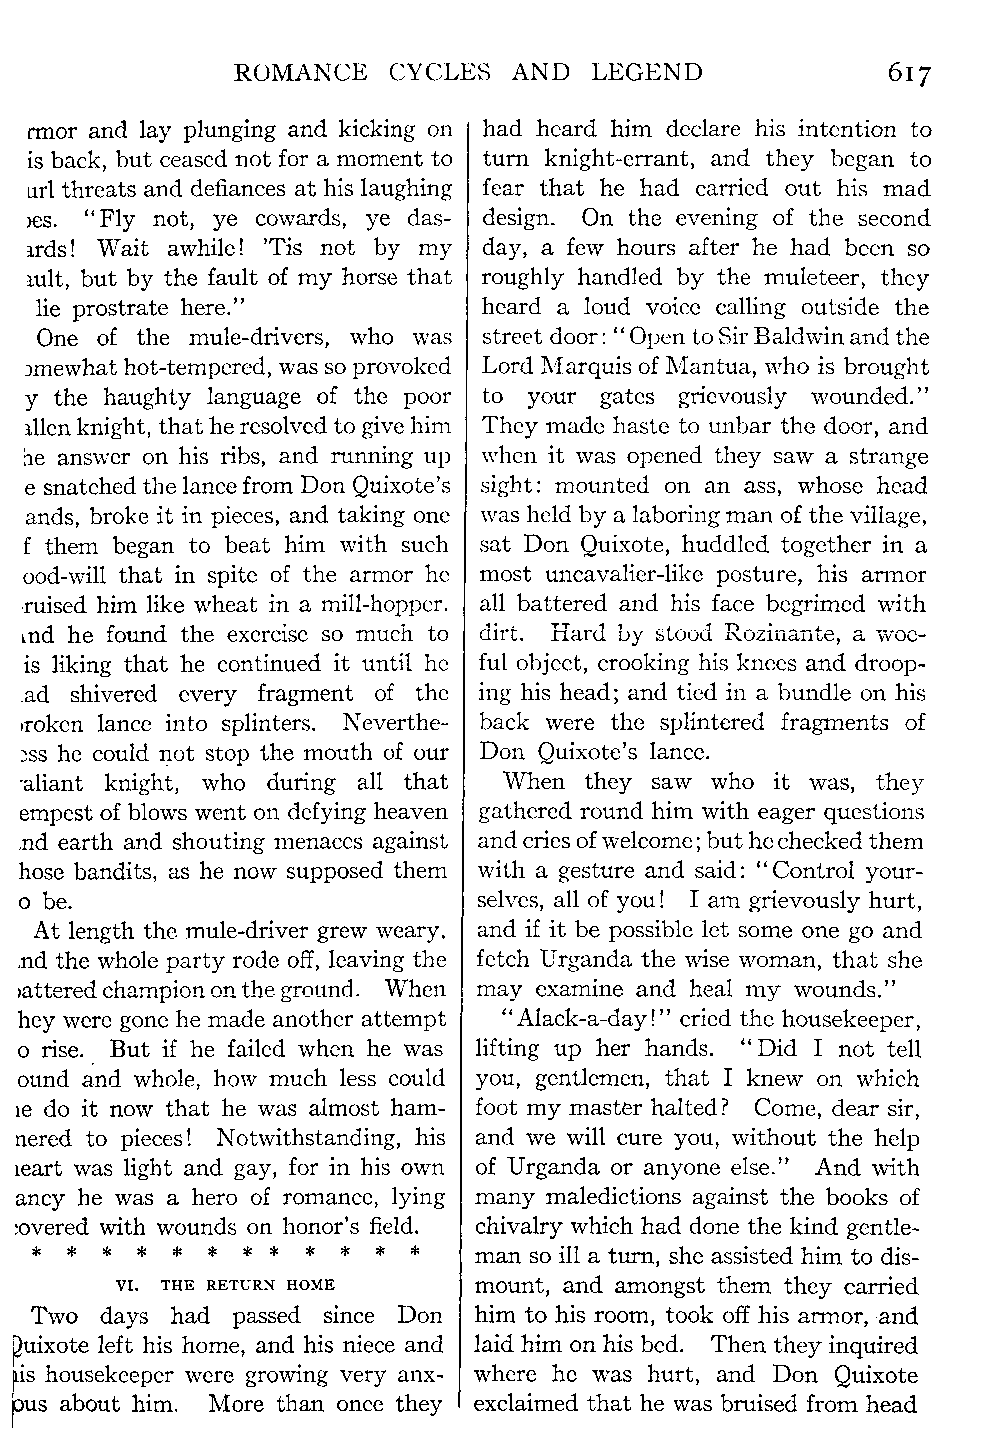 ROMANCE CYCLES AND LEGEND 617
rmor and lay plunging and kicking on
is back, but ceased not for a moment to
url threats and defiances at his laughing
oes. "Fly not, ye cowards, ye das-
ards! Wait awhile! 'Tis not by my
ault, but by the fault of my horse that
lie prostrate here."
One of the mule-drivers, who was
omewhat hot-tempered, was so provoked
y the haughty language of the poor
allen knight, that he resolved to give him
he answer on his ribs, and running up
e snatched the lance from Don Quixote's
ands, broke it in pieces, and taking one
f them began to beat him with such
ood-will that in spite of the armor he
ruised him like wheat in a mill-hopper.
nd he found the exercise so much to
is liking that he continued it until he
ad shivered every fragment of the
roken lance into splinters. Neverthe-
ess he could not stop the mouth of our
aliant knight, who during all that
empest of blows went on defying heaven
nd earth and shouting menaces against
hose bandits, as he now supposed them
o be.
At length the mule-driver grew weary,
nd the whole party rode off, leaving the
attered champion on the ground. When
hey were gone he made another attempt
o rise. But if he failed when he was
ound and whole, how much less could
he do it now that he was almost ham-
mered to pieces! Notwithstanding, his
heart was light and gay, for in his own
ancy he was a hero of romance, lying
covered with wounds on honor's field.
* * * * * * * * * * * *
VI. THE RETURN HOME
Two days had passed since Don
Quixote left his home, and his niece and
his housekeeper were growing very anx-
ous about him. More than once they
had heard him declare his intention to
turn knight-errant, and they began to
fear that he had carried out his mad
design. On the evening of the second
day, a few hours after he had been so
roughly handled by the muleteer, they
heard a loud voice calling outside the
street door: "Open to Sir Baldwin and the
Lord Marquis of Mantua, who is brought
to your gates grievously wounded."
They made haste to unbar the door, and
when it was opened they saw a strange
sight: mounted on an ass, whose head
was held by a laboring man of the village,
sat Don Quixote, huddled together in a
most uncavalier-like posture, his armor
all battered and his face begrimed with
dirt. Hard by stood Rozinante, a woe-
ful object, crooking his knees and droop-
ing his head; and tied in a bundle on his
back were the splintered fragments of
Don Quixote's lance.
When they saw who it was, they
gathered round him with eager questions
and cries of welcome; but he checked them
with a gesture and said: "Control your-
selves, all of you! I am grievously hurt,
and if it be possible let some one go and
fetch Urganda the wise woman, that she
may examine and heal my wounds."
"Alack-a-day!" cried the housekeeper,
lifting up her hands. "Did I not tell
you, gentlemen, that I knew on which
foot my master halted? Come, dear sir,
and we will cure you, without the help
of Urganda or anyone else." And with
many maledictions against the books of
chivalry which had done the kind gentle-
man so ill a turn, she assisted him to dis-
mount, and amongst them they carried
him to his room, took off his armor, and
laid him on his bed. Then they inquired
where he was hurt, and Don Quixote
exclaimed that he was bruised from head